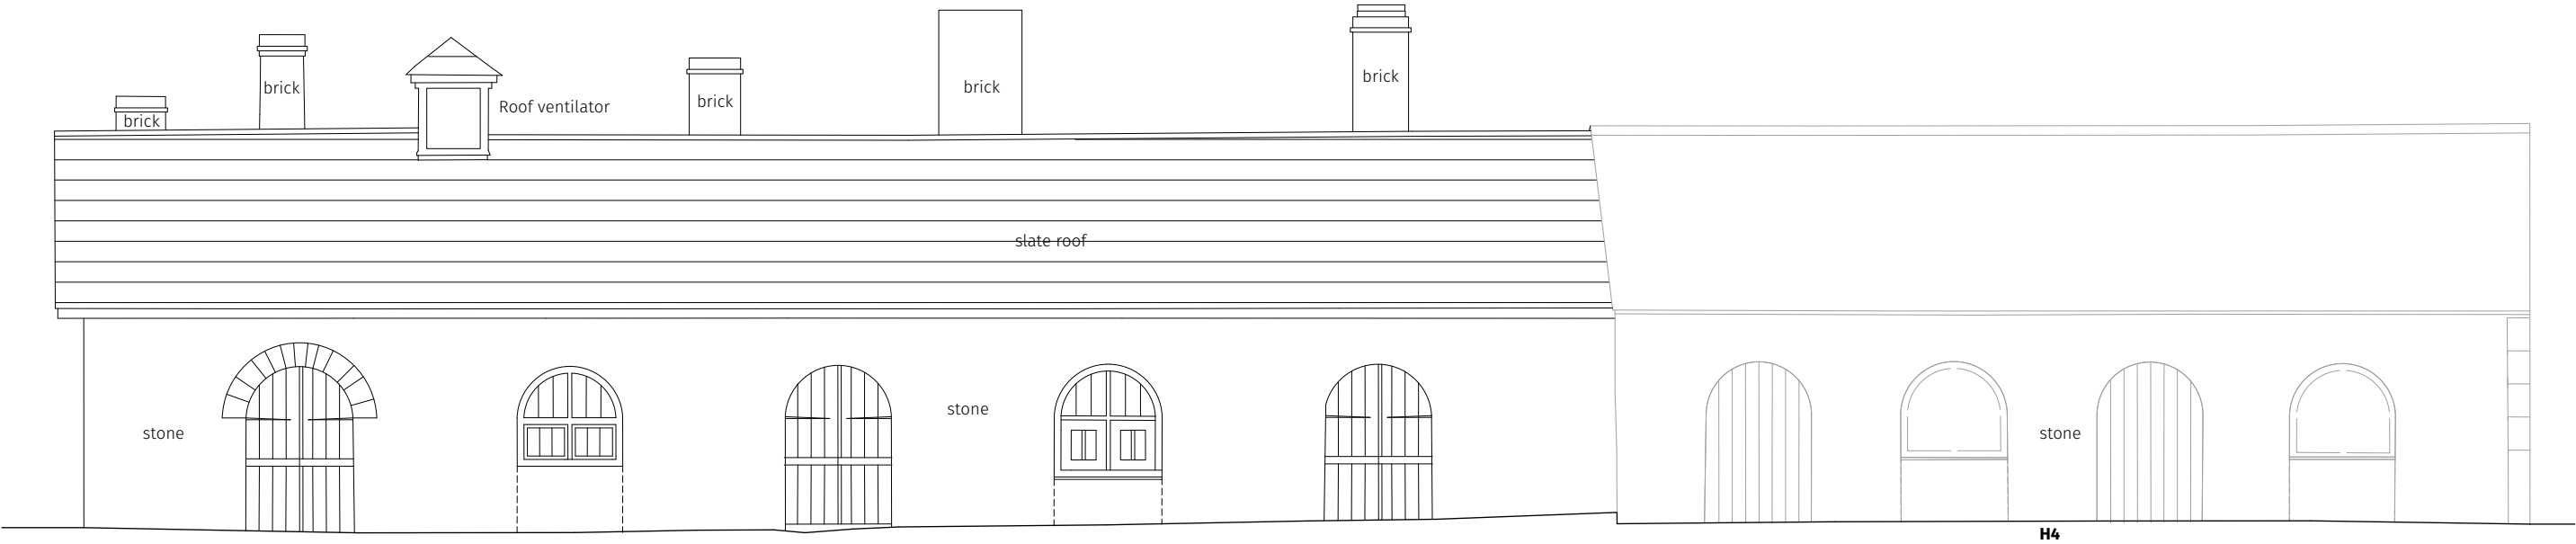 brick
brick
Roof ventilator
brick
brick
brick
slate roof
stone
stone
stone
H4